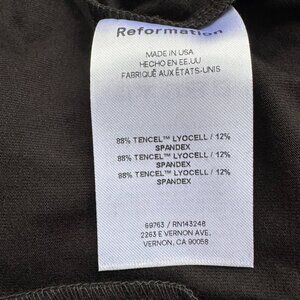 Reformation
MADE IN USA
HECHO EN EE.UU
FABRIQUÉ AUX ÉTATS-UNIS
88% TENCEL™ LYOCELL / 12%
SPANDEX
88% TENCEL™ LYOCELL / 12%
SPANDEX
88% TENCEL™ LYOCELL / 12%
SPANDEX
69763 / RN143248
2263 E VERNON AVE.
VERNON, CA 90058